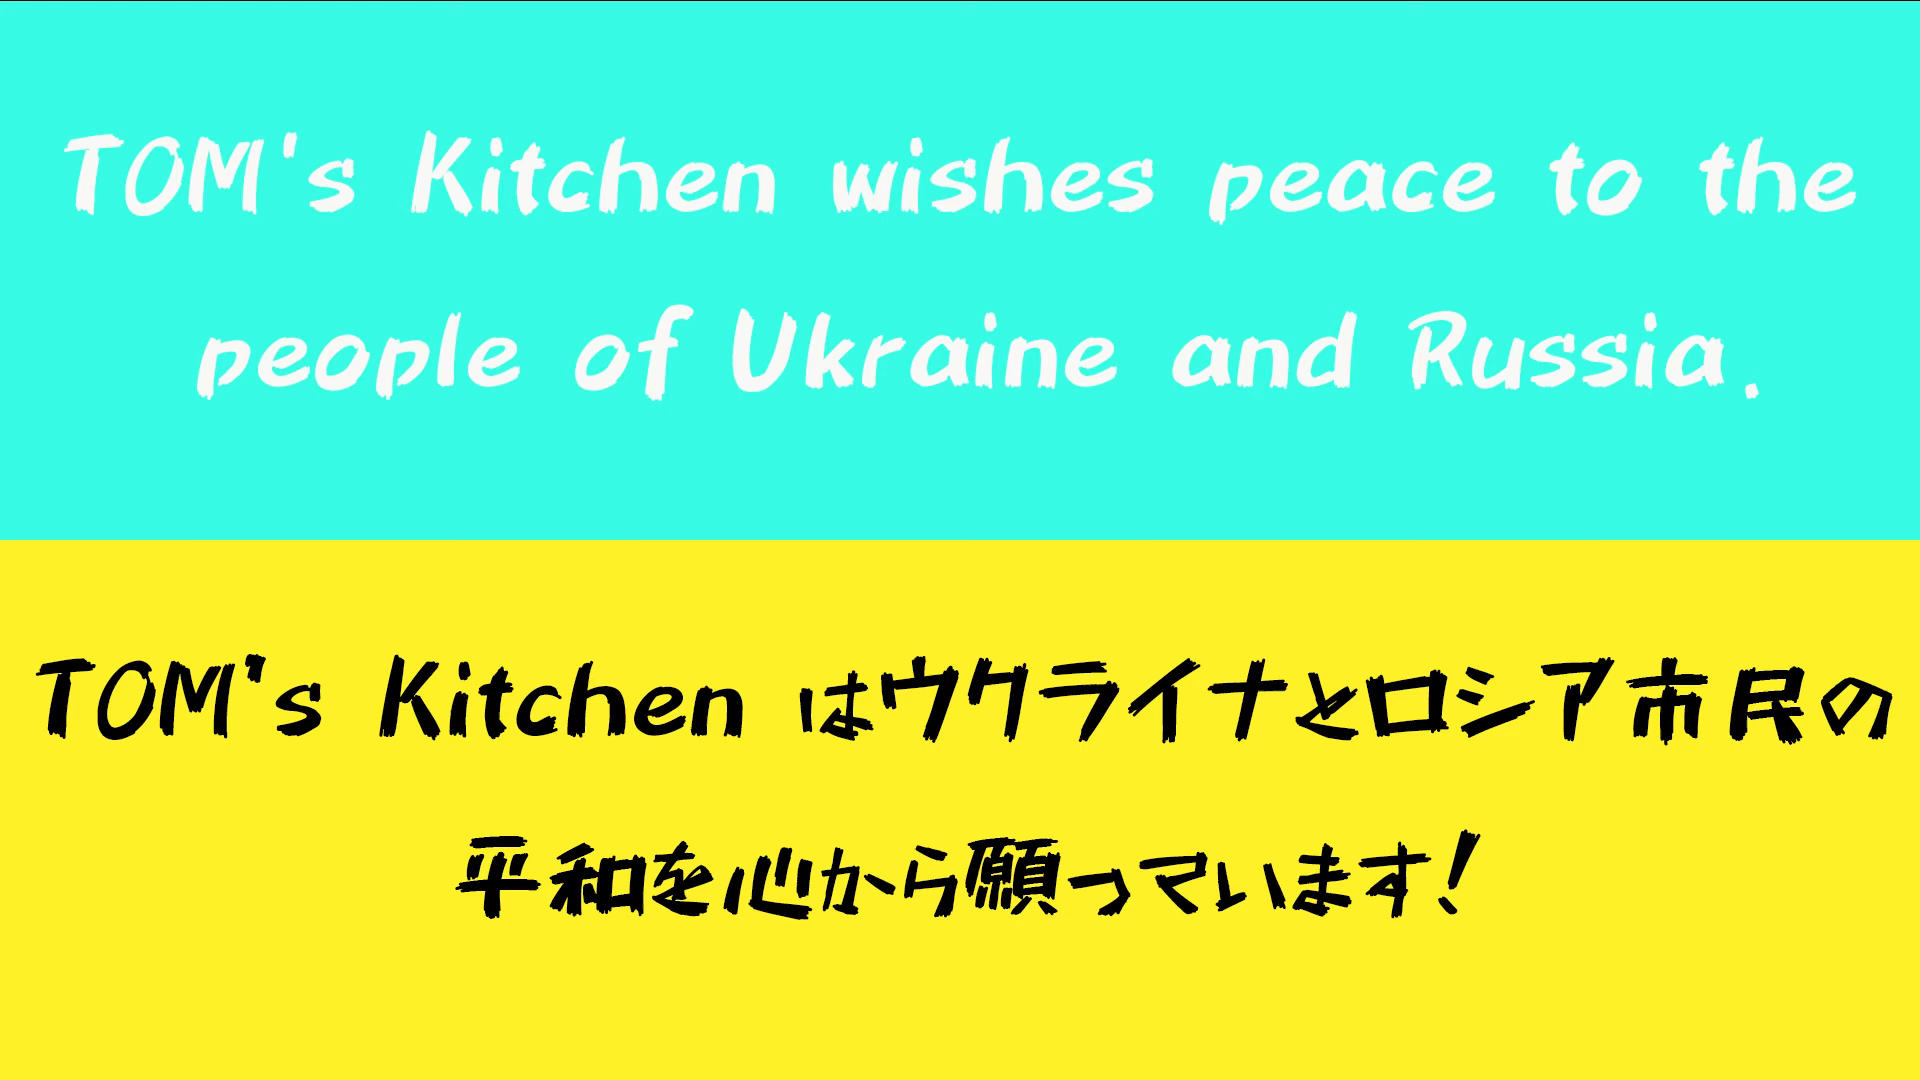 TOM's Kitchen wishes peace to the
people of Ukraine and Russia.
TOM's Kitchen はウクライナとロシア市民の
平和を心から願っています!